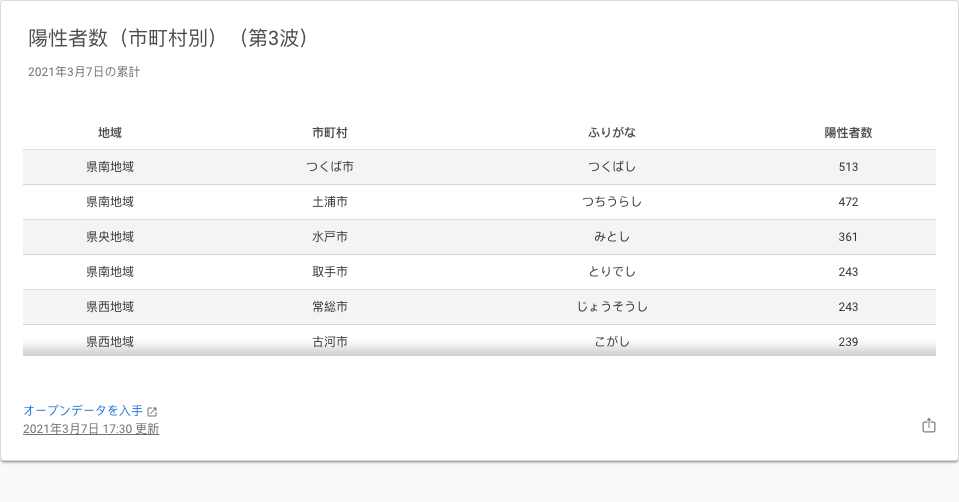 陽性者数（市町村別）（第3波）
2021年3月7日の累計
地域 市町村 ふりがな 陽性者数
県南地域 つくば市 つくばし 513
県南地域 土浦市 つちうらし 472
県央地域 水戸市 みとし 361
県南地域 取手市 とりでし 243
県西地域 常総市 じょうそうし 243
県西地域 古河市 こがし 239
オープンデータを入手
2021年3月7日 17:30 更新